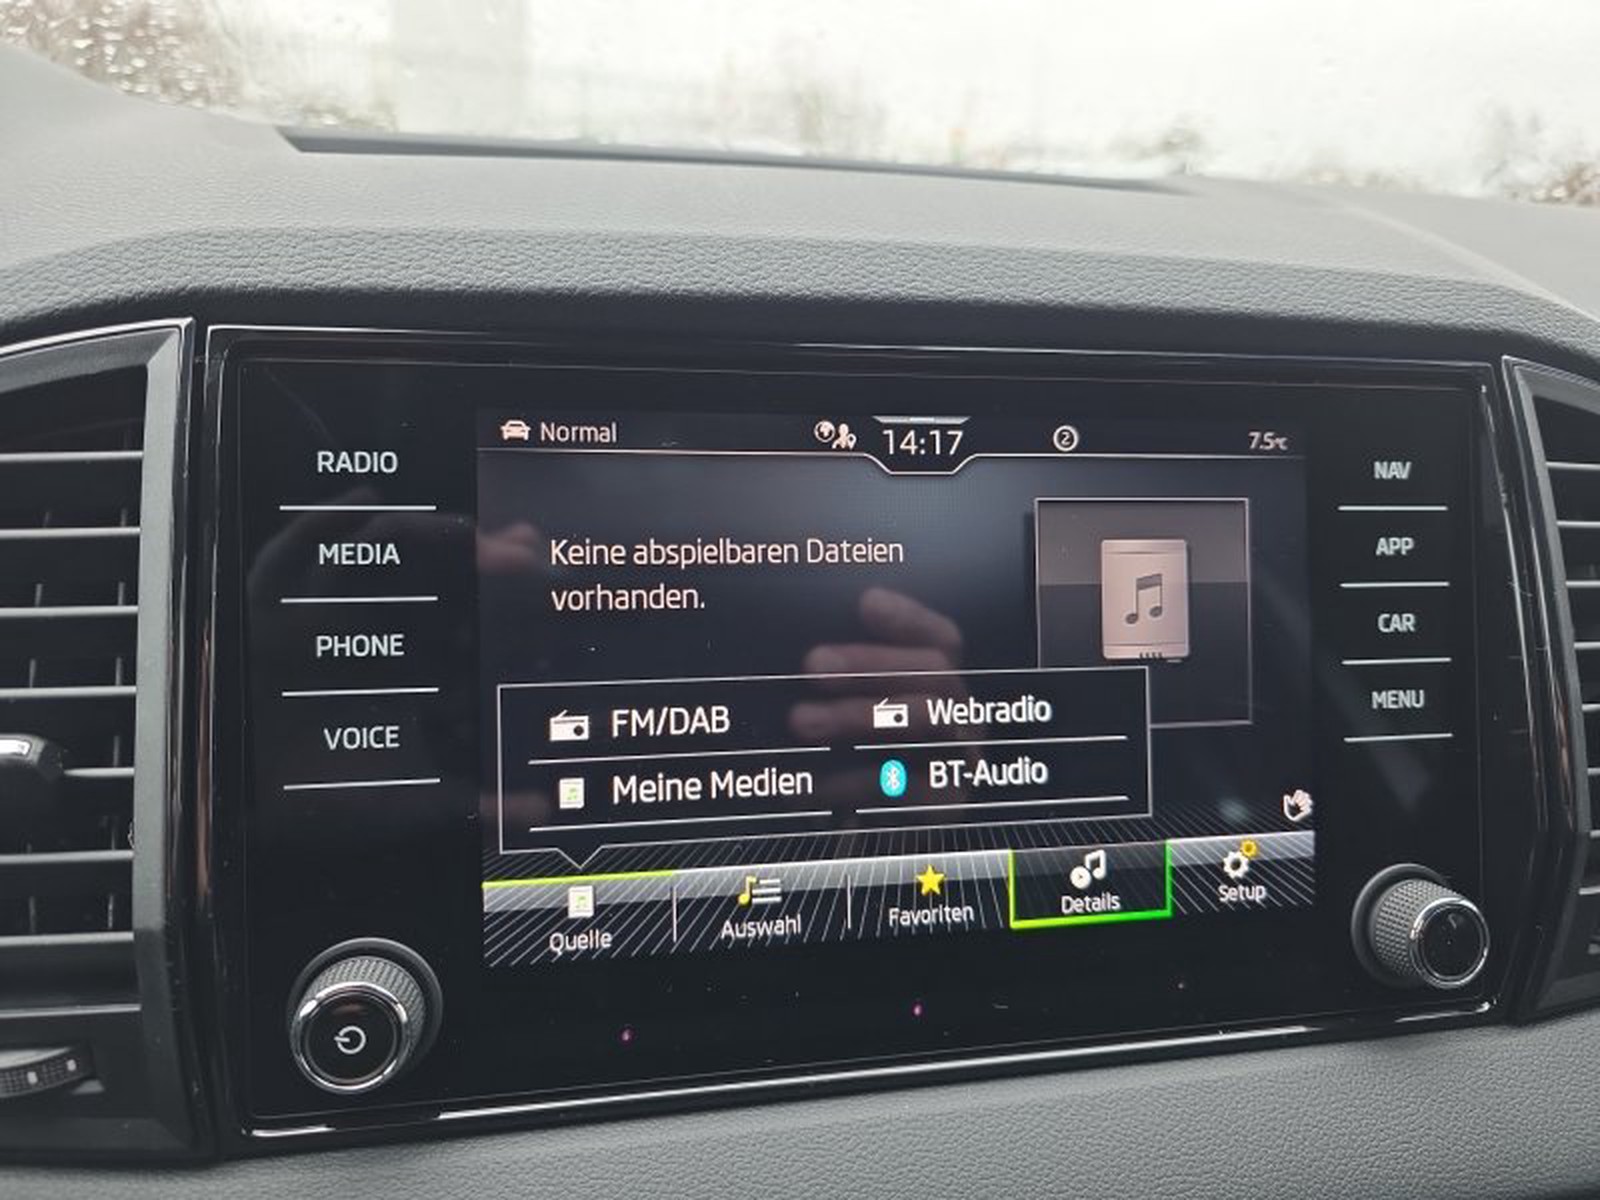 Normal
14:17
2
7.5°C
RADIO
MEDIA
PHONE
VOICE
NAV
APP
CAR
MENU
Keine abspielbaren Dateien
vorhanden.
FM/DAB
Webradio
Meine Medien
BT-Audio
Quelle
Auswahl
Favoriten
Details
Setup